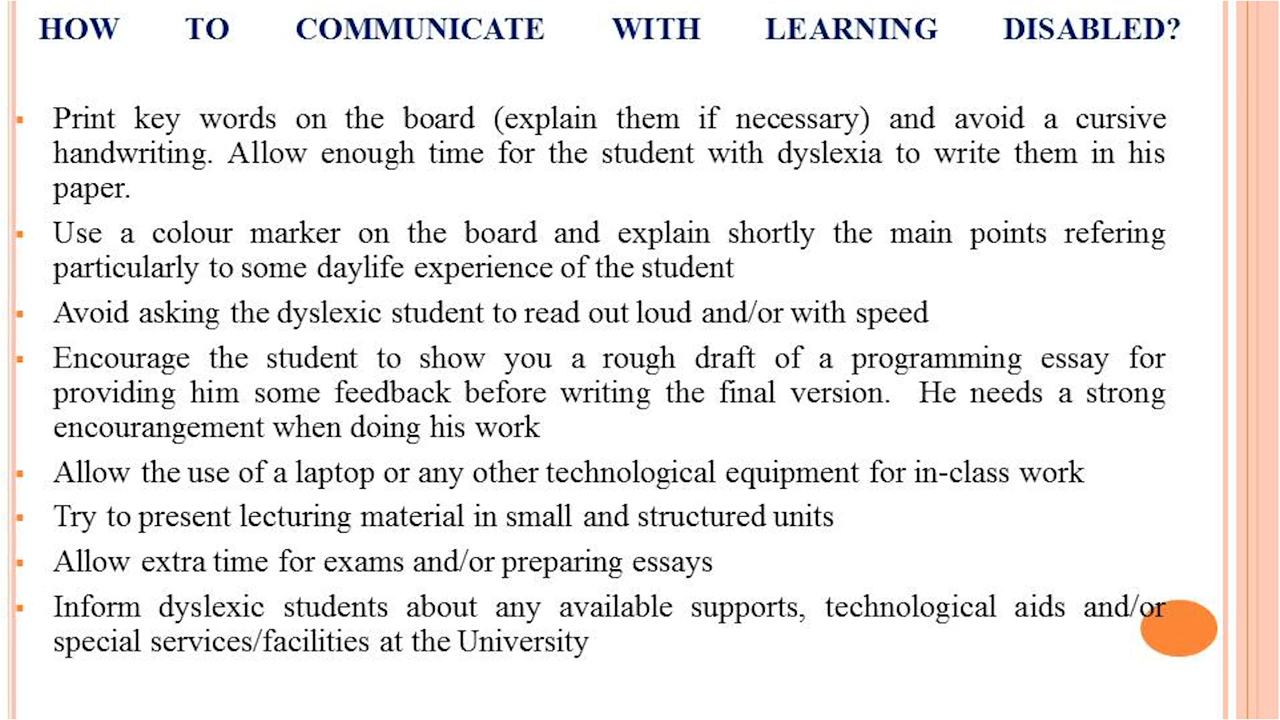 HOW TO COMMUNICATE WITH LEARNING DISABLED?
Print key words on the board (explain them if necessary) and avoid a cursive
handwriting. Allow enough time for the student with dyslexia to write them in his
paper.
Use a colour marker on the board and explain shortly the main points refering
particularly to some daylife experience of the student
Avoid asking the dyslexic student to read out loud and/or with speed
Encourage the student to show you a rough draft of a programming essay for
providing him some feedback before writing the final version. He needs a strong
encourangement when doing his work
Allow the use of a laptop or any other technological equipment for in-class work
Try to present lecturing material in small and structured units
Allow extra time for exams and/or preparing essays
Inform dyslexic students about any available supports, technological aids and/or
special services/facilities at the University